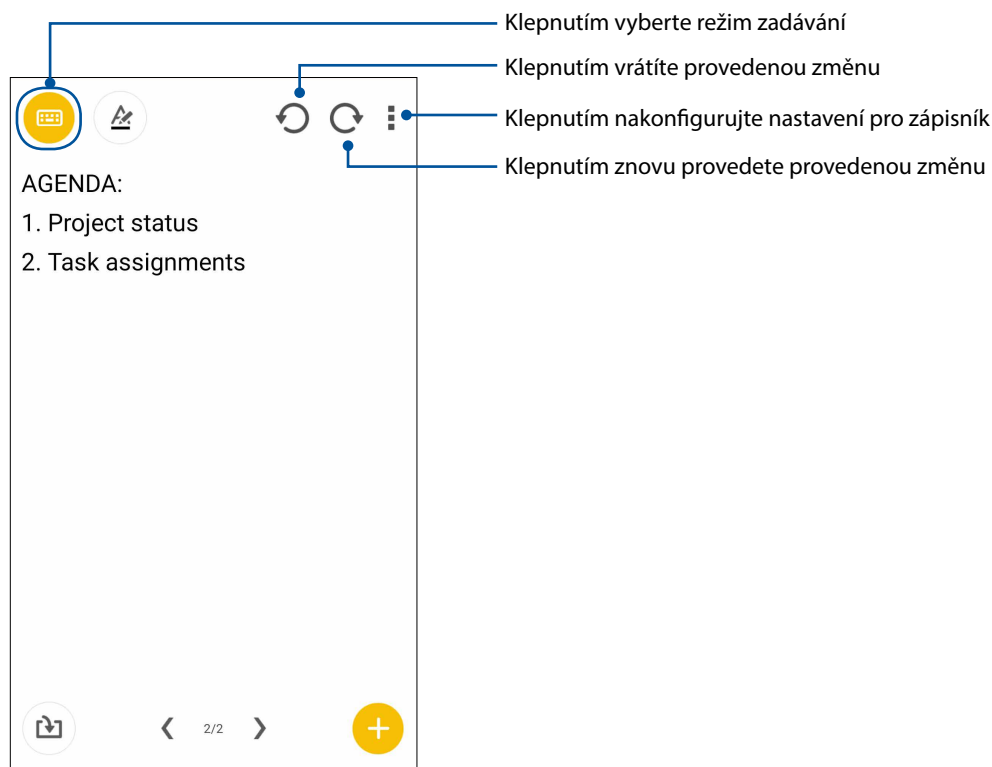 Klepnutím vyberte režim zadávání
Klepnutím vrátíte provedenou změnu
Klepnutím nakonfigurujte nastavení pro zápisník
Klepnutím znovu provedete provedenou změnu
AGENDA:
1. Project status
2. Task assignments
2/2